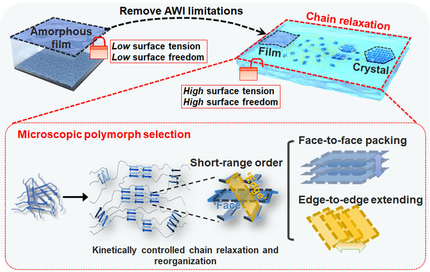 Remove AWI limitations
Amorphous
film
Low surface tension
Low surface freedom
Chain relaxation
Film
Crystal
High surface tension
High surface freedom
Microscopic polymorph selection
Short-range order
Face
Face-to-face packing
Edge-to-edge extending
Kinetically controlled chain relaxation and
reorganization